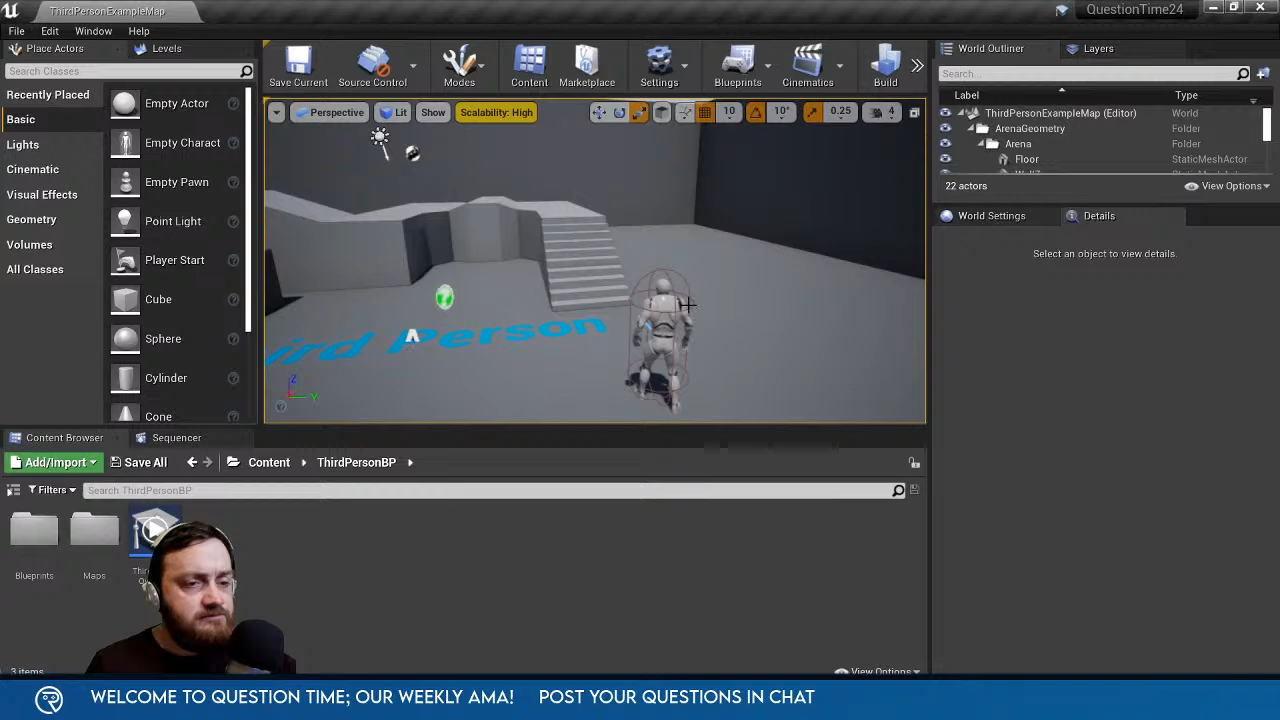 ThirdPersonExampleMap
QuestionTime24
File Edit Window Help
Place Actors
Levels
Search Classes
Recently Placed
Basic
Lights
Cinematic
Visual Effects
Geometry
Volumes
All Classes
Empty Actor
Empty Charact
Empty Pawn
Point Light
Player Start
Cube
Sphere
Cylinder
Cone
Save Current
Source Control
Modes
Content
Marketplace
Settings
Blueprints
Cinematics
Build
Perspective
Lit
Show
Scalability: High
10
10°
0.25
4
hird Person
Z
Y
World Outliner
Layers
Search...
Label
Type
ThirdPersonExampleMap (Editor) World
ArenaGeometry Folder
Arena Folder
Floor StaticMeshActor
22 actors
View Options
World Settings
Details
Select an object to view details.
Content Browser
Sequencer
Add/Import
Save All
Content
ThirdPersonBP
Filters
Search ThirdPersonBP
Blueprints
Maps
3 items
View Options
WELCOME TO QUESTION TIME; OUR WEEKLY AMA! POST YOUR QUESTIONS IN CHAT